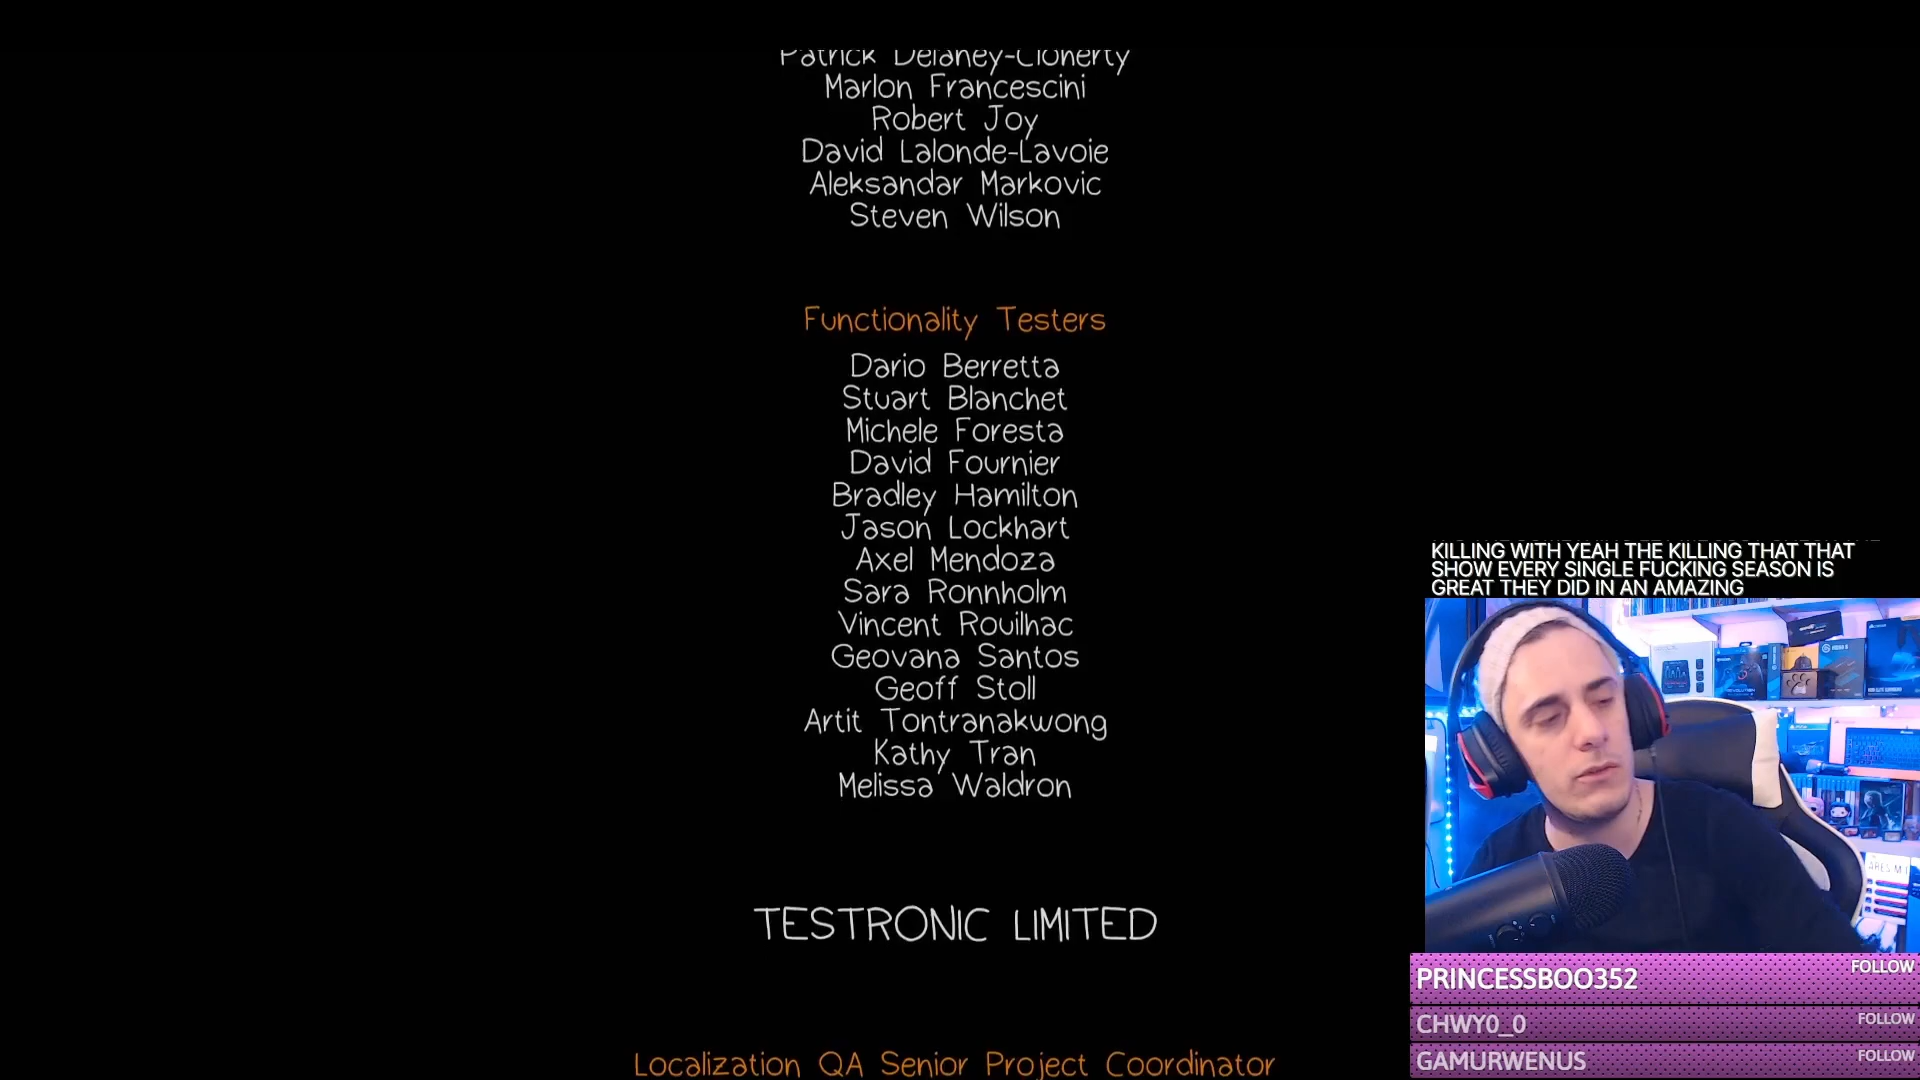 Patrick Delaney-Cloherty
Marlon Francescini
Robert Joy
David Lalonde-Lavoie
Aleksandar Markovic
Steven Wilson
Functionality Testers
Dario Berretta
Stuart Blanchet
Michele Foresta
David Fournier
Bradley Hamilton
Jason Lockhart
Axel Mendoza
Sara Ronnholm
Vincent Rouilhac
Geovana Santos
Geoff Stoll
Artit Tontranakwong
Kathy Tran
Melissa Waldron
TESTRONIC LIMITED
Localization QA Senior Project Coordinator
KILLING WITH YEAH THE KILLING THAT THAT
SHOW EVERY SINGLE FUCKING SEASON IS
GREAT THEY DID IN AN AMAZING
PRINCESSBOO352 FOLLOW
CHWY0_0 FOLLOW
GAMURWENUS FOLLOW